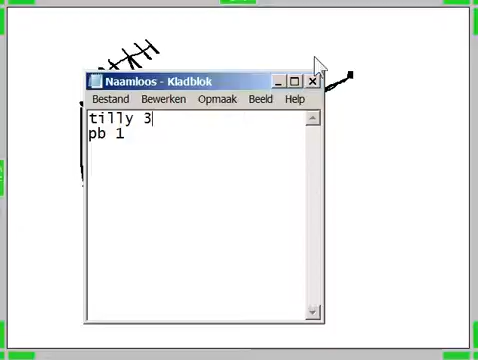 Naamloos - Kladblok
Bestand Bewerken Opmaak Beeld Help
tilly 3
pb 1